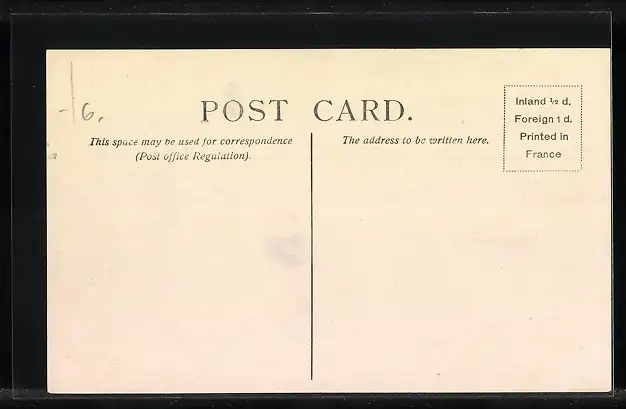 -/6.
POST CARD.
This space may be used for correspondence
(Post office Regulation).
The address to be written here.
Inland ½ d.
Foreign 1 d.
Printed in
France